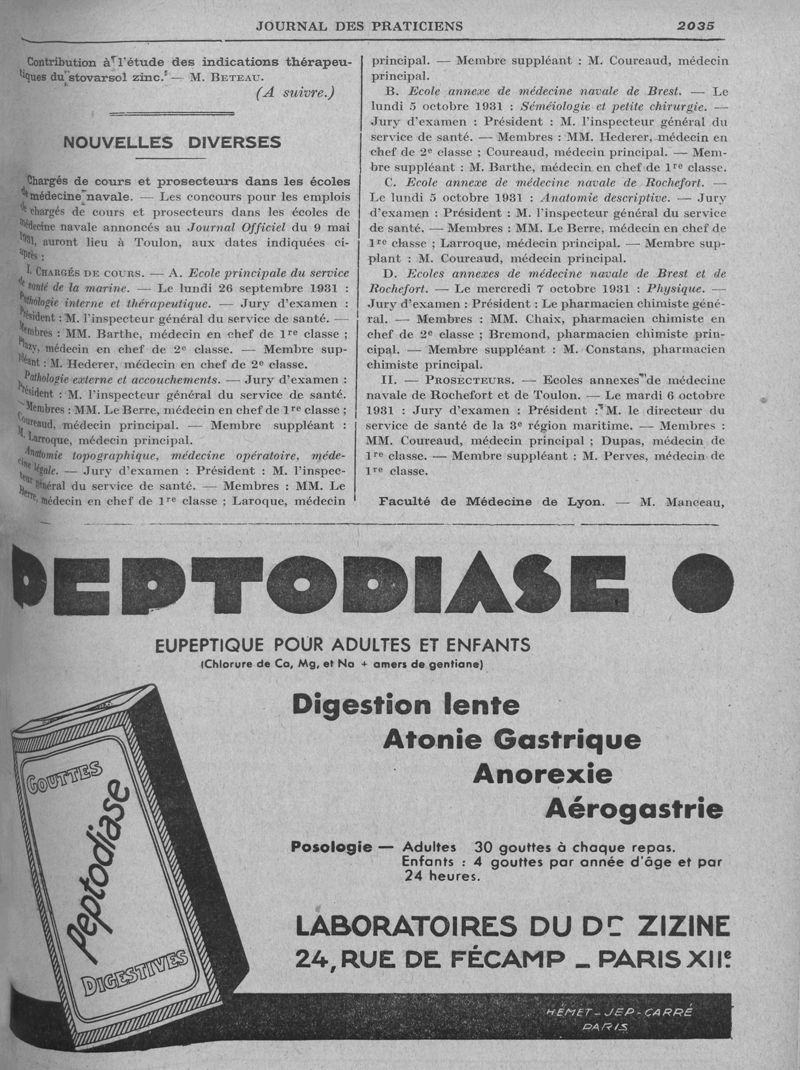 JOURNAL DES PRATICIENS 2035
Contribution à l'étude des indications thérapeu-
tiques du stovarsol zinc. — M. BETEAU.
(A suivre.)
NOUVELLES DIVERSES
Chargés de cours et prosecteurs dans les écoles
de médecine navale. — Les concours pour les emplois
de chargés de cours et prosecteurs dans les écoles de
médecine navale annoncés au Journal Officiel du 9 mai
1931, auront lieu à Toulon, aux dates indiquées ci-
après :
I. CHARGÉS DE COURS. — A. Ecole principale du service
de santé de la marine. — Le lundi 26 septembre 1931 :
Pathologie interne et thérapeutique. — Jury d'examen :
Président : M. l'inspecteur général du service de santé. —
Membres : MM. Barthe, médecin en chef de 1re classe ;
Plazy, médecin en chef de 2e classe. — Membre sup-
pléant : M. Hederer, médecin en chef de 2e classe.
Pathologie externe et accouchements. — Jury d'examen :
Président : M. l'inspecteur général du service de santé.
— Membres : MM. Le Berre, médecin en chef de 1re classe ;
Coureaud, médecin principal. — Membre suppléant :
M. Larroque, médecin principal.
Anatomie topographique, médecine opératoire, méde-
cine légale. — Jury d'examen : Président : M. l'inspec-
teur général du service de santé. — Membres : MM. Le
Berre, médecin en chef de 1re classe ; Laroque, médecin
principal. — Membre suppléant : M. Coureaud, médecin
principal.
B. Ecole annexe de médecine navale de Brest. — Le
lundi 5 octobre 1931 : Séméiologie et petite chirurgie. —
Jury d'examen : Président : M. l'inspecteur général du
service de santé. — Membres : MM. Hederer, médecin en
chef de 2e classe ; Coureaud, médecin principal. — Mem-
bre suppléant : M. Barthe, médecin en chef de 1re classe.
C. Ecole annexe de médecine navale de Rochefort. —
Le lundi 5 octobre 1931 : Anatomie descriptive. — Jury
d'examen : Président : M. l'inspecteur général du service
de santé. — Membres : MM. Le Berre, médecin en chef de
1re classe ; Larroque, médecin principal. — Membre sup-
plant : M. Coureaud, médecin principal.
D. Ecoles annexes de médecine navale de Brest et de
Rochefort. — Le mercredi 7 octobre 1931 : Physique. —
Jury d'examen : Président : Le pharmacien chimiste géné-
ral. — Membres : MM. Chaix, pharmacien chimiste en
chef de 2e classe ; Bremond, pharmacien chimiste prin-
cipal. — Membre suppléant : M. Constans, pharmacien
chimiste principal.
II. — PROSECTEURS. — Ecoles annexes de médecine
navale de Rochefort et de Toulon. — Le mardi 6 octobre
1931 : Jury d'examen : Président : M. le directeur du
service de santé de la 3e région maritime. — Membres :
MM. Coureaud, médecin principal ; Dupas, médecin de
1re classe. — Membre suppléant : M. Perves, médecin de
1re classe.
Faculté de Médecine de Lyon. — M. Manceau,
PEPTODIASE
EUPEPTIQUE POUR ADULTES ET ENFANTS
(Chlorure de Ca, Mg, et Na + amers de gentiane)
Digestion lente
Atonie Gastrique
Anorexie
Aérogastrie
GOUTTES
Peptodiase
DIGESTIVES
Posologie — Adultes 30 gouttes à chaque repas.
Enfants : 4 gouttes par année d'âge et par
24 heures.
LABORATOIRES DU Dr ZIZINE
24, RUE DE FÉCAMP _ PARIS XIIe
HÉMET-JEP-CARRÉ
PARIS